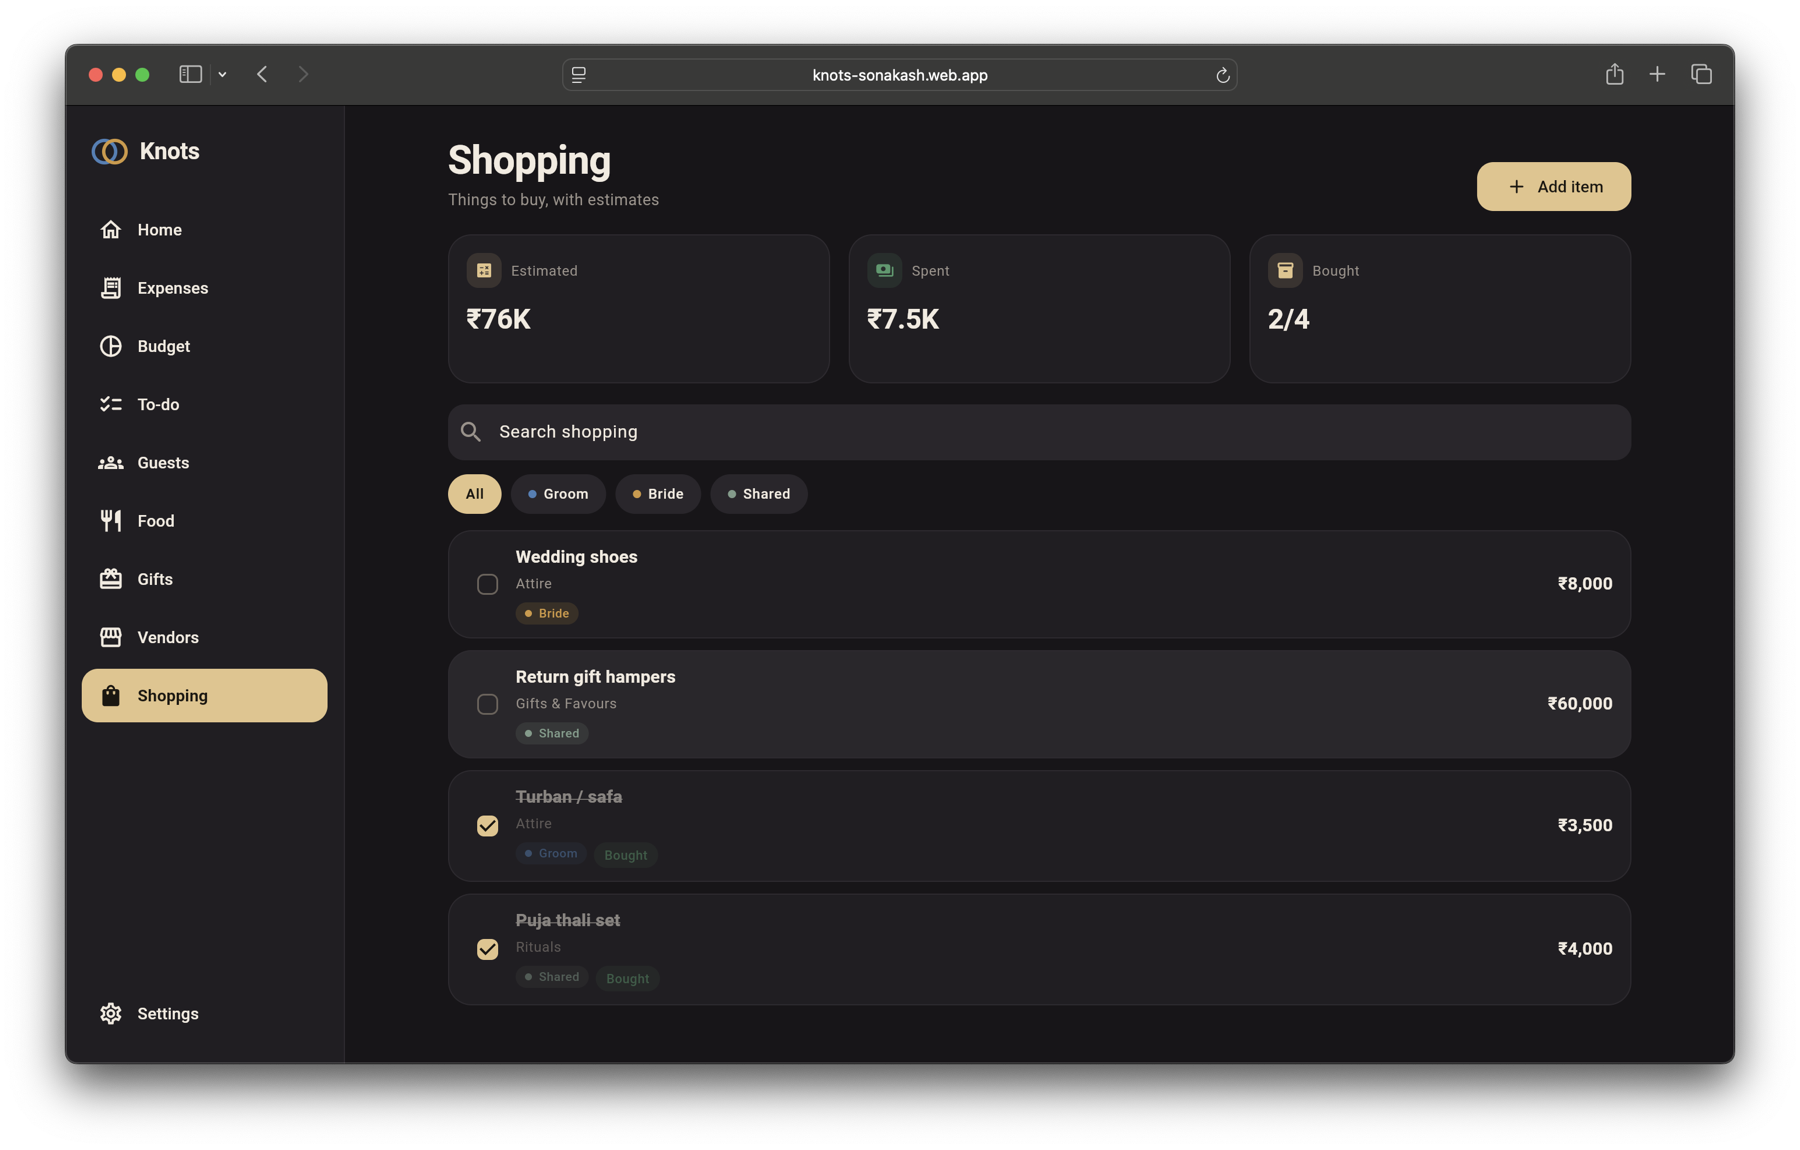 knots-sonakash.web.app
Knots
Home
Expenses
Budget
To-do
Guests
Food
Gifts
Vendors
Shopping
Settings
Shopping
Things to buy, with estimates
Add item
Estimated
₹76K
Spent
₹7.5K
Bought
2/4
Search shopping
All
Groom
Bride
Shared
Wedding shoes
Attire
Bride
₹8,000
Return gift hampers
Gifts & Favours
Shared
₹60,000
Turban / safa
Attire
Groom
Bought
₹3,500
Puja thali set
Rituals
Shared
Bought
₹4,000